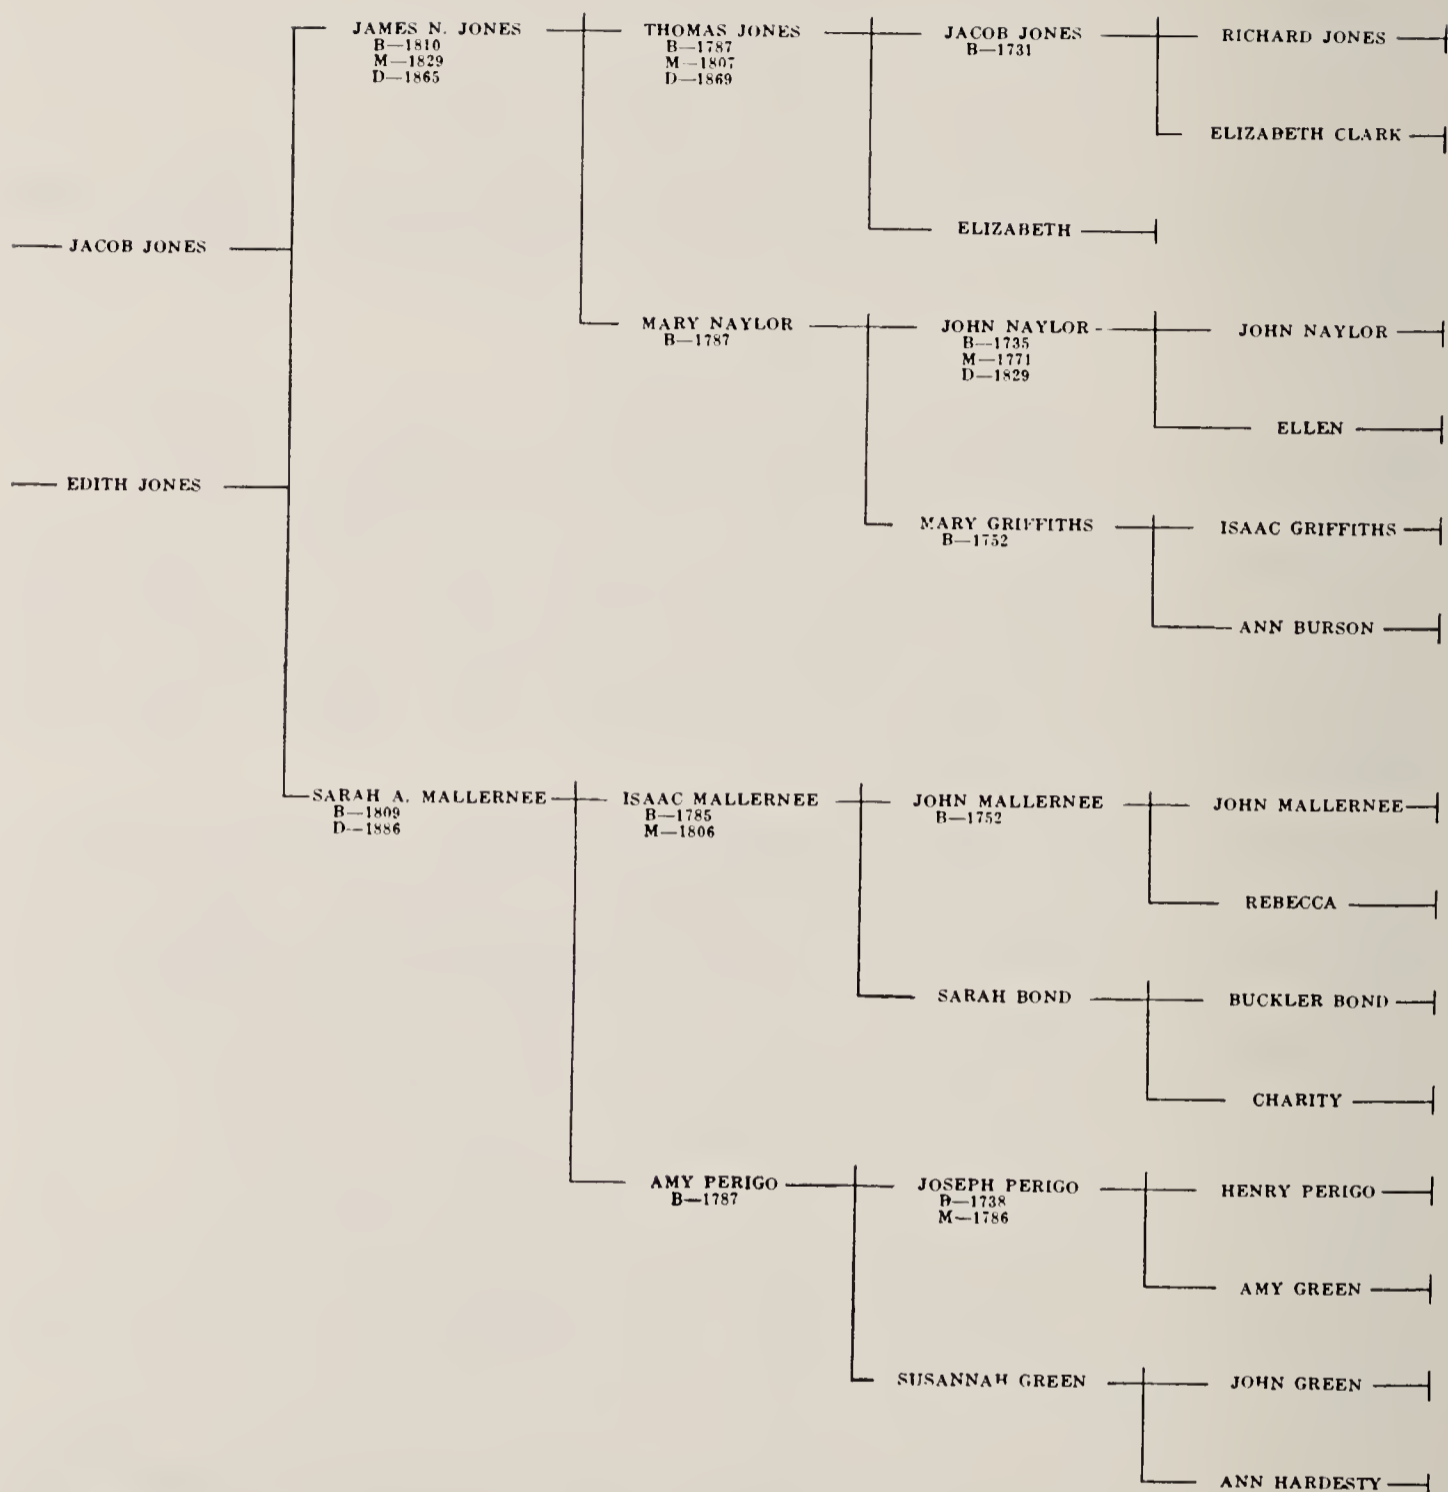 JAMES N. JONES
B—1810
M—1829
D—1865
THOMAS JONES
B—1787
M—1807
D—1869
JACOB JONES
B—1731
RICHARD JONES
ELIZABETH CLARK
ELIZABETH
JACOB JONES
MARY NAYLOR
B—1787
JOHN NAYLOR
B—1735
M—1771
D—1829
JOHN NAYLOR
ELLEN
EDITH JONES
MARY GRIFFITHS
B—1752
ISAAC GRIFFITHS
ANN BURSON
SARAH A. MALLERNEE
B—1809
D—1886
ISAAC MALLERNEE
B—1785
M—1806
JOHN MALLERNEE
B—1752
JOHN MALLERNEE
REBECCA
SARAH BOND
BUCKLER BOND
CHARITY
AMY PERIGO
B—1787
JOSEPH PERIGO
B—1738
M—1786
HENRY PERIGO
AMY GREEN
SUSANNAH GREEN
JOHN GREEN
ANN HARDESTY